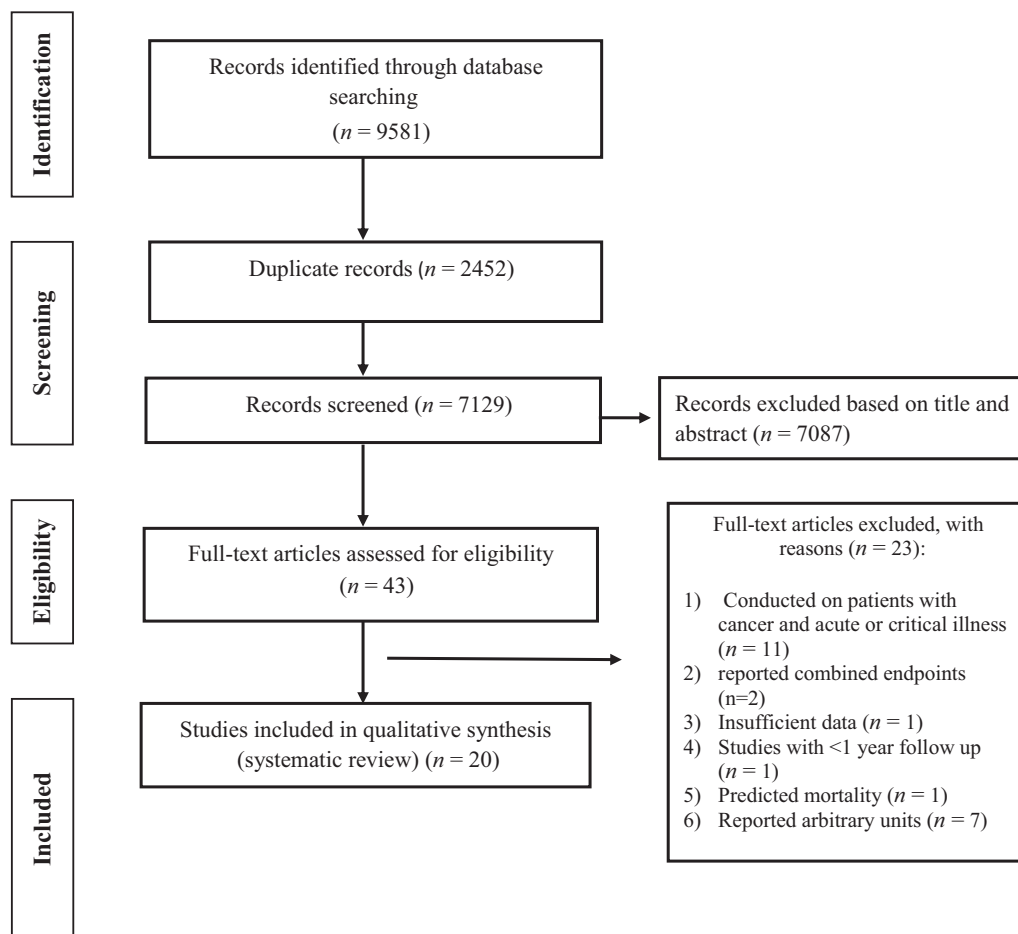 Identification
Records identified through database
searching
(n = 9581)
Screening
Duplicate records (n = 2452)
Records screened (n = 7129)
Records excluded based on title and
abstract (n = 7087)
Eligibility
Full-text articles assessed for eligibility
(n = 43)
Full-text articles excluded, with
reasons (n = 23):
1) Conducted on patients with
cancer and acute or critical illness
(n = 11)
2) reported combined endpoints
(n=2)
3) Insufficient data (n = 1)
4) Studies with <1 year follow up
(n = 1)
5) Predicted mortality (n = 1)
6) Reported arbitrary units (n = 7)
Included
Studies included in qualitative synthesis
(systematic review) (n = 20)